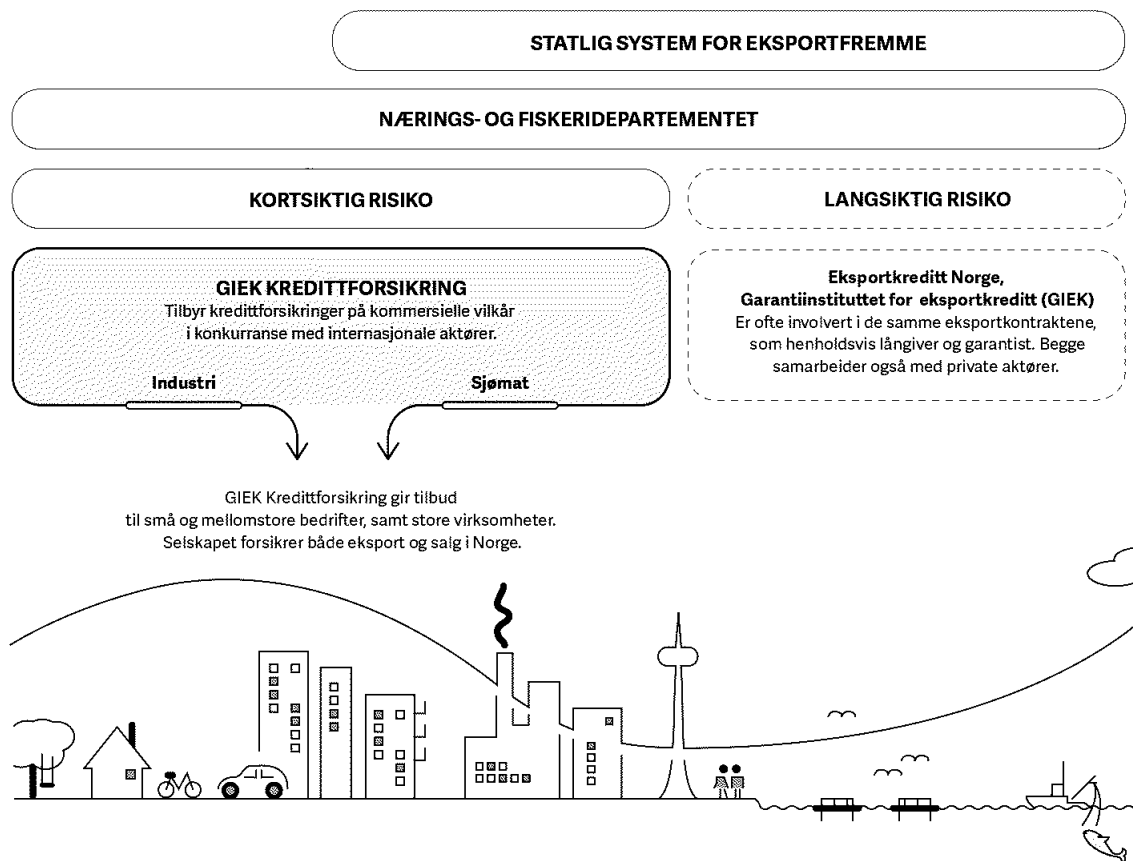 STATLIG SYSTEM FOR EKSPORTFREMME
NÆRINGS- OG FISKERIDEPARTEMENTET
KORTSIKTIG RISIKO
LANGSIKTIG RISIKO
GIEK KREDITTFORSIKRING
Tilbyr kredittforsikringer på kommersielle vilkår
i konkurranse med internasjonale aktører.
Industri
Sjømat
Eksportkreditt Norge,
Garantiinstituttet for eksportkreditt (GIEK)
Er ofte involvert i de samme eksportkontraktene,
som henholdsvis långiver og garantist. Begge
samarbeider også med private aktører.
GIEK Kredittforsikring gir tilbud
til små og mellomstore bedrifter, samt store virksomheter.
Selskapet forsikrer både eksport og salg i Norge.